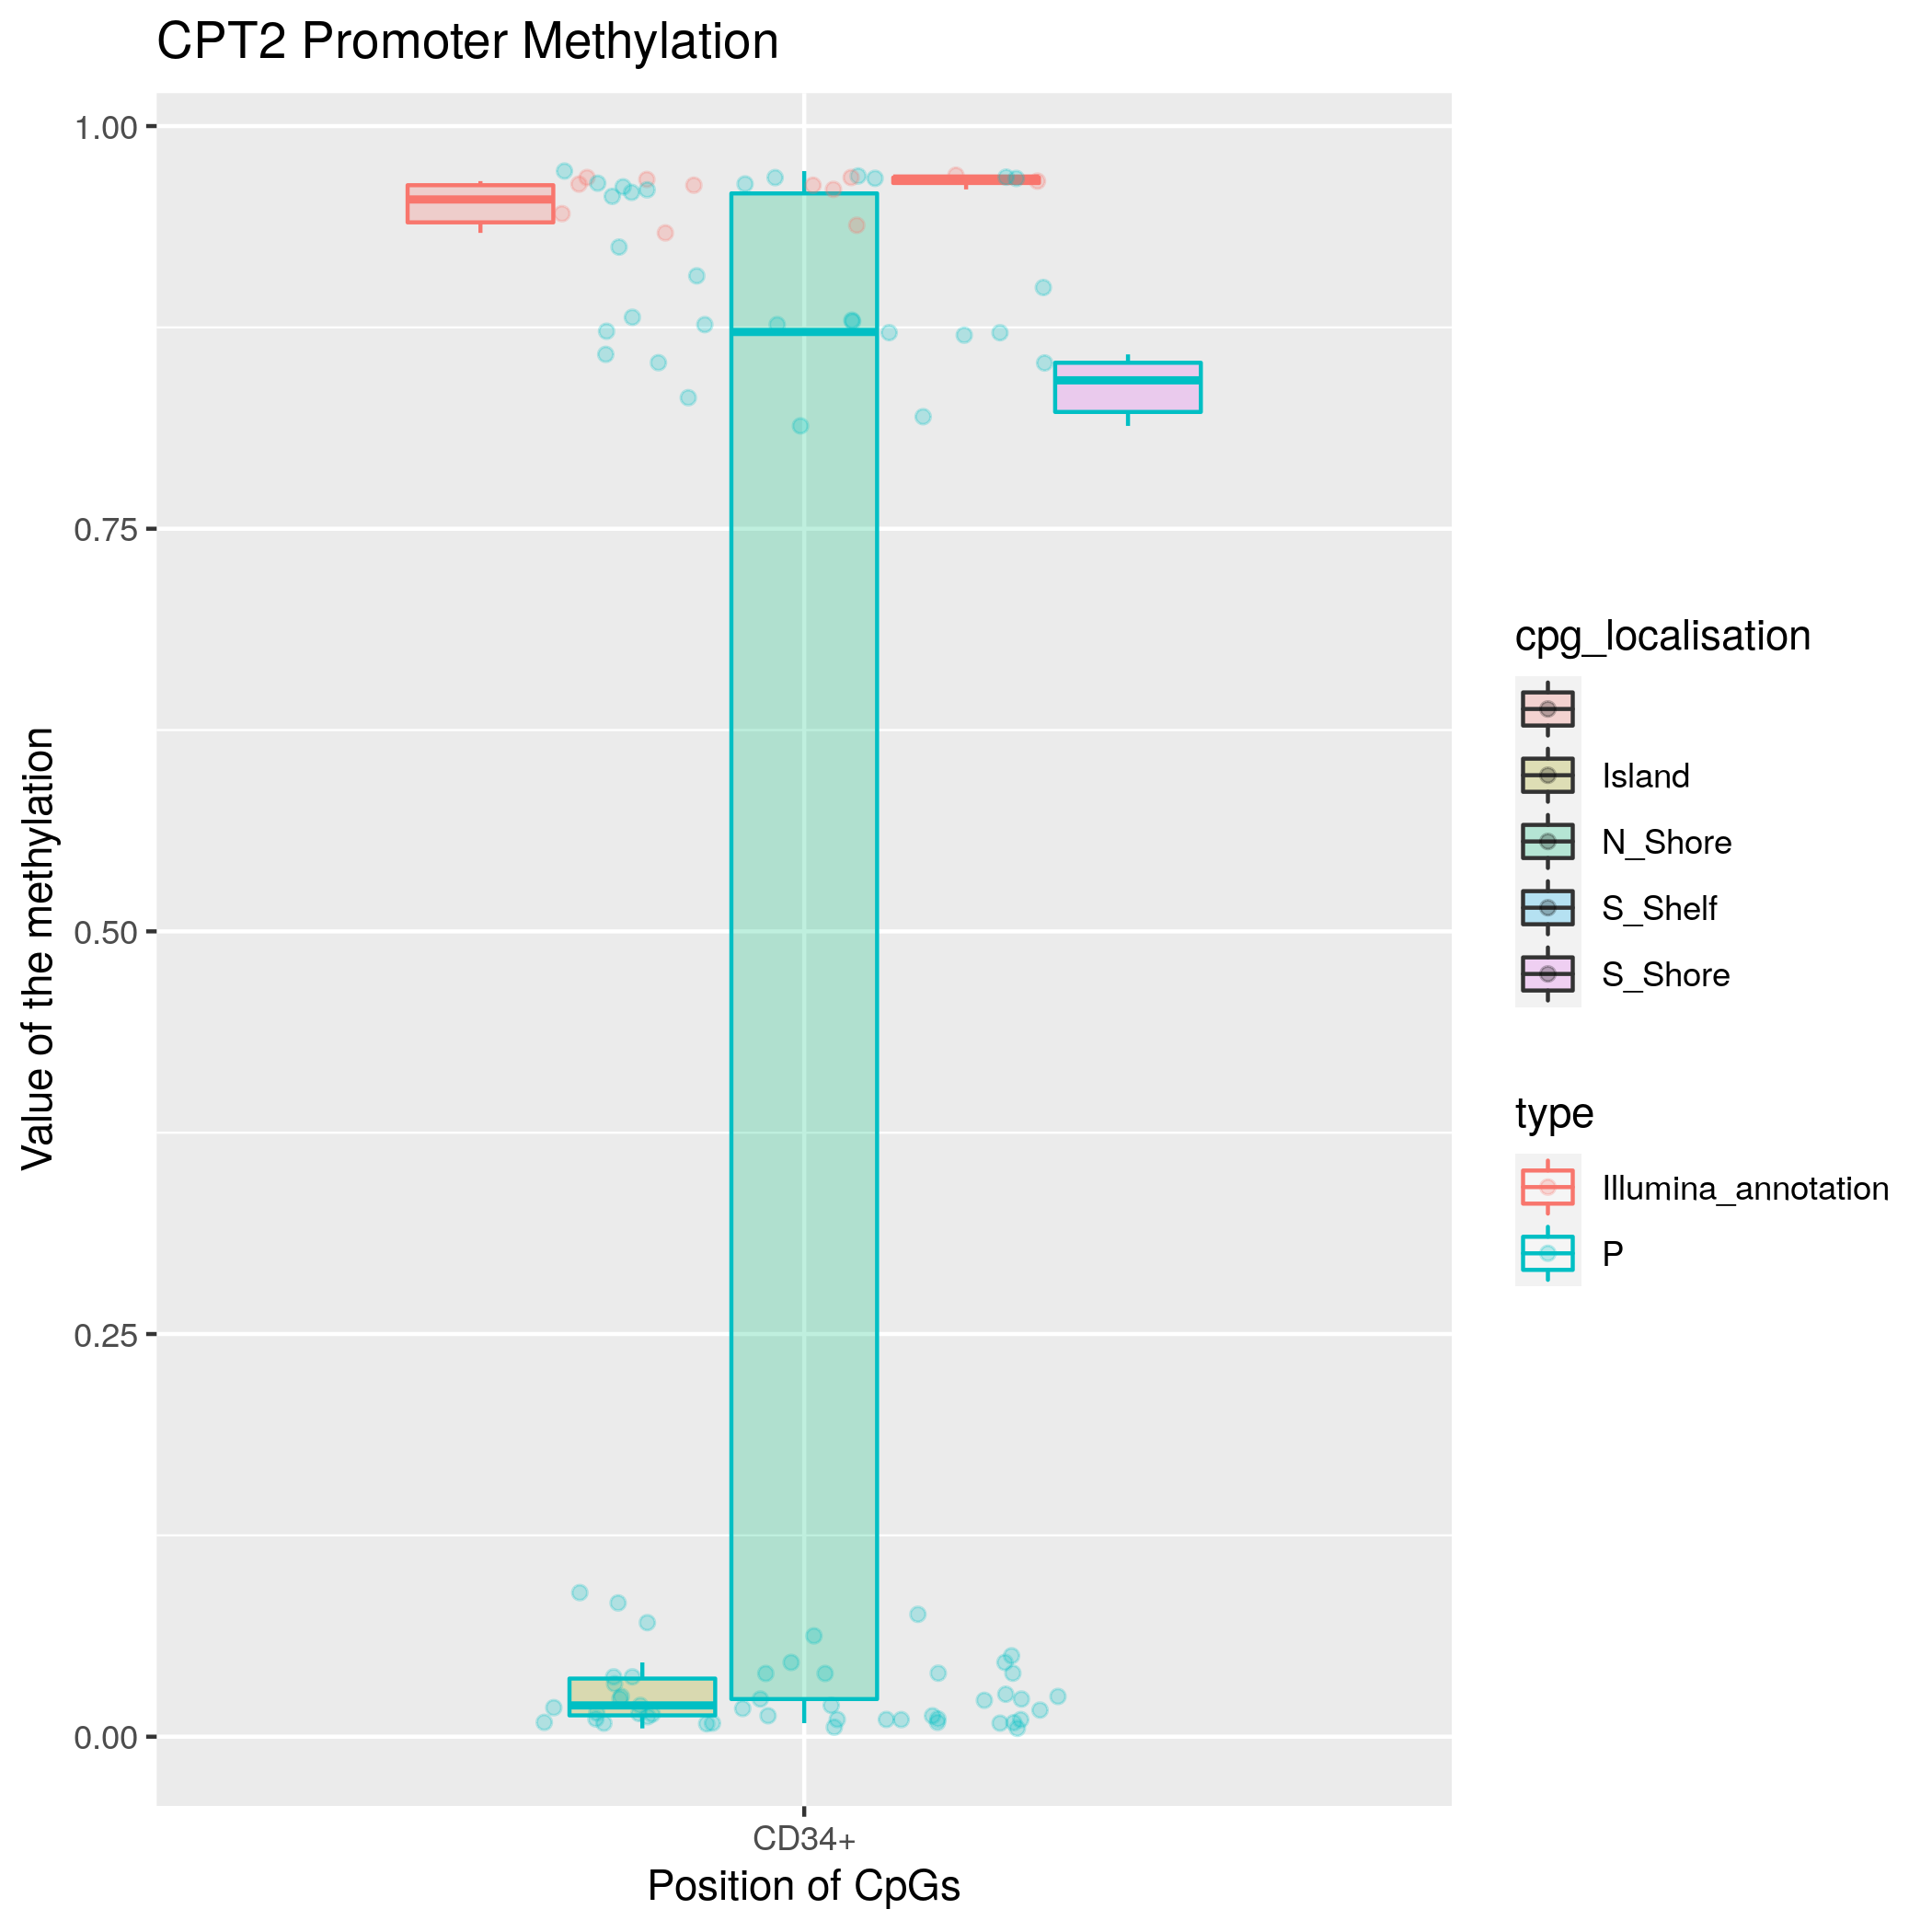 CPT2 Promoter Methylation
1.00
0.75
0.50
0.25
0.00
Value of the methylation
CD34+
Position of CpGs
cpg_localisation
Island
N_Shore
S_Shelf
S_Shore
type
Illumina_annotation
P